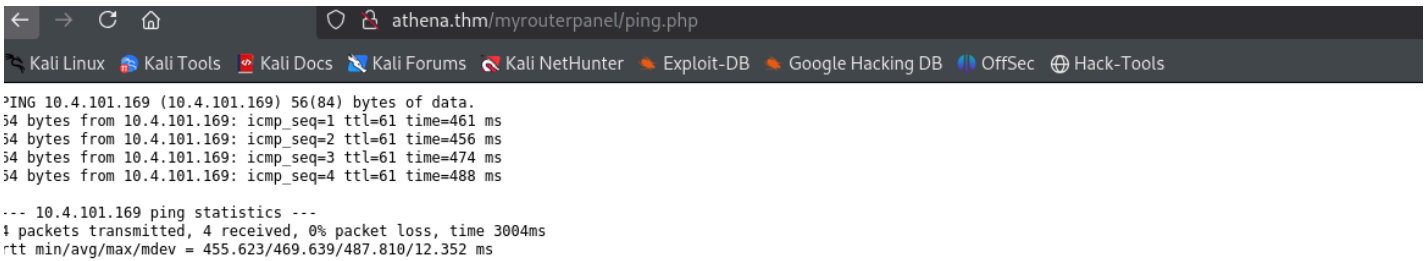 athena.thm/myrouterpanel/ping.php
Kali Linux Kali Tools Kali Docs Kali Forums Kali NetHunter Exploit-DB Google Hacking DB OffSec Hack-Tools
PING 10.4.101.169 (10.4.101.169) 56(84) bytes of data.
64 bytes from 10.4.101.169: icmp_seq=1 ttl=61 time=461 ms
64 bytes from 10.4.101.169: icmp_seq=2 ttl=61 time=456 ms
64 bytes from 10.4.101.169: icmp_seq=3 ttl=61 time=474 ms
64 bytes from 10.4.101.169: icmp_seq=4 ttl=61 time=488 ms
--- 10.4.101.169 ping statistics ---
4 packets transmitted, 4 received, 0% packet loss, time 3004ms
rtt min/avg/max/mdev = 455.623/469.639/487.810/12.352 ms